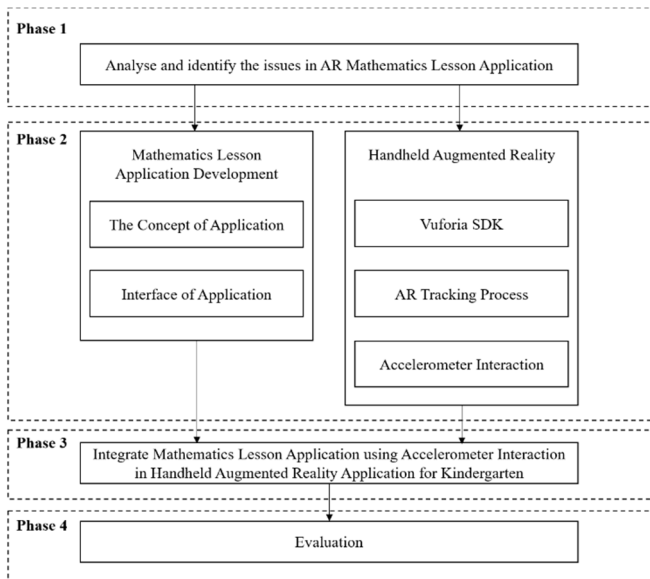 Phase 1
Analyse and identify the issues in AR Mathematics Lesson Application
Phase 2
Mathematics Lesson
Application Development
The Concept of Application
Interface of Application
Handheld Augmented Reality
Vuforia SDK
AR Tracking Process
Accelerometer Interaction
Phase 3
Integrate Mathematics Lesson Application using Accelerometer Interaction
in Handheld Augmented Reality Application for Kindergarten
Phase 4
Evaluation